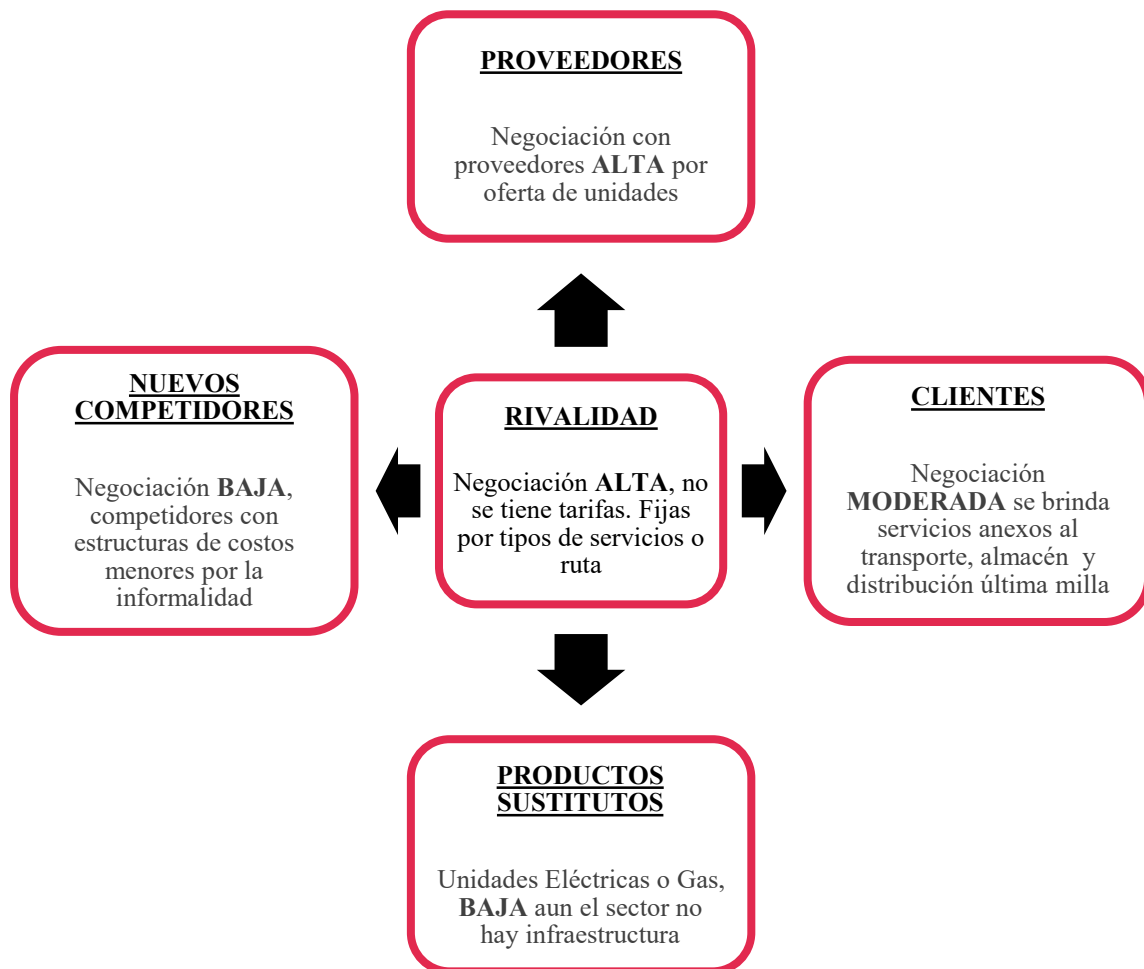 PROVEEDORES
Negociación con
proveedores ALTA por
oferta de unidades
NUEVOS
COMPETIDORES
Negociación BAJA,
competidores con
estructuras de costos
menores por la
informalidad
RIVALIDAD
Negociación ALTA, no
se tiene tarifas. Fijas
por tipos de servicios o
ruta
CLIENTES
Negociación
MODERADA se brinda
servicios anexos al
transporte, almacén y
distribución última milla
PRODUCTOS
SUSTITUTOS
Unidades Eléctricas o Gas,
BAJA aun el sector no
hay infraestructura